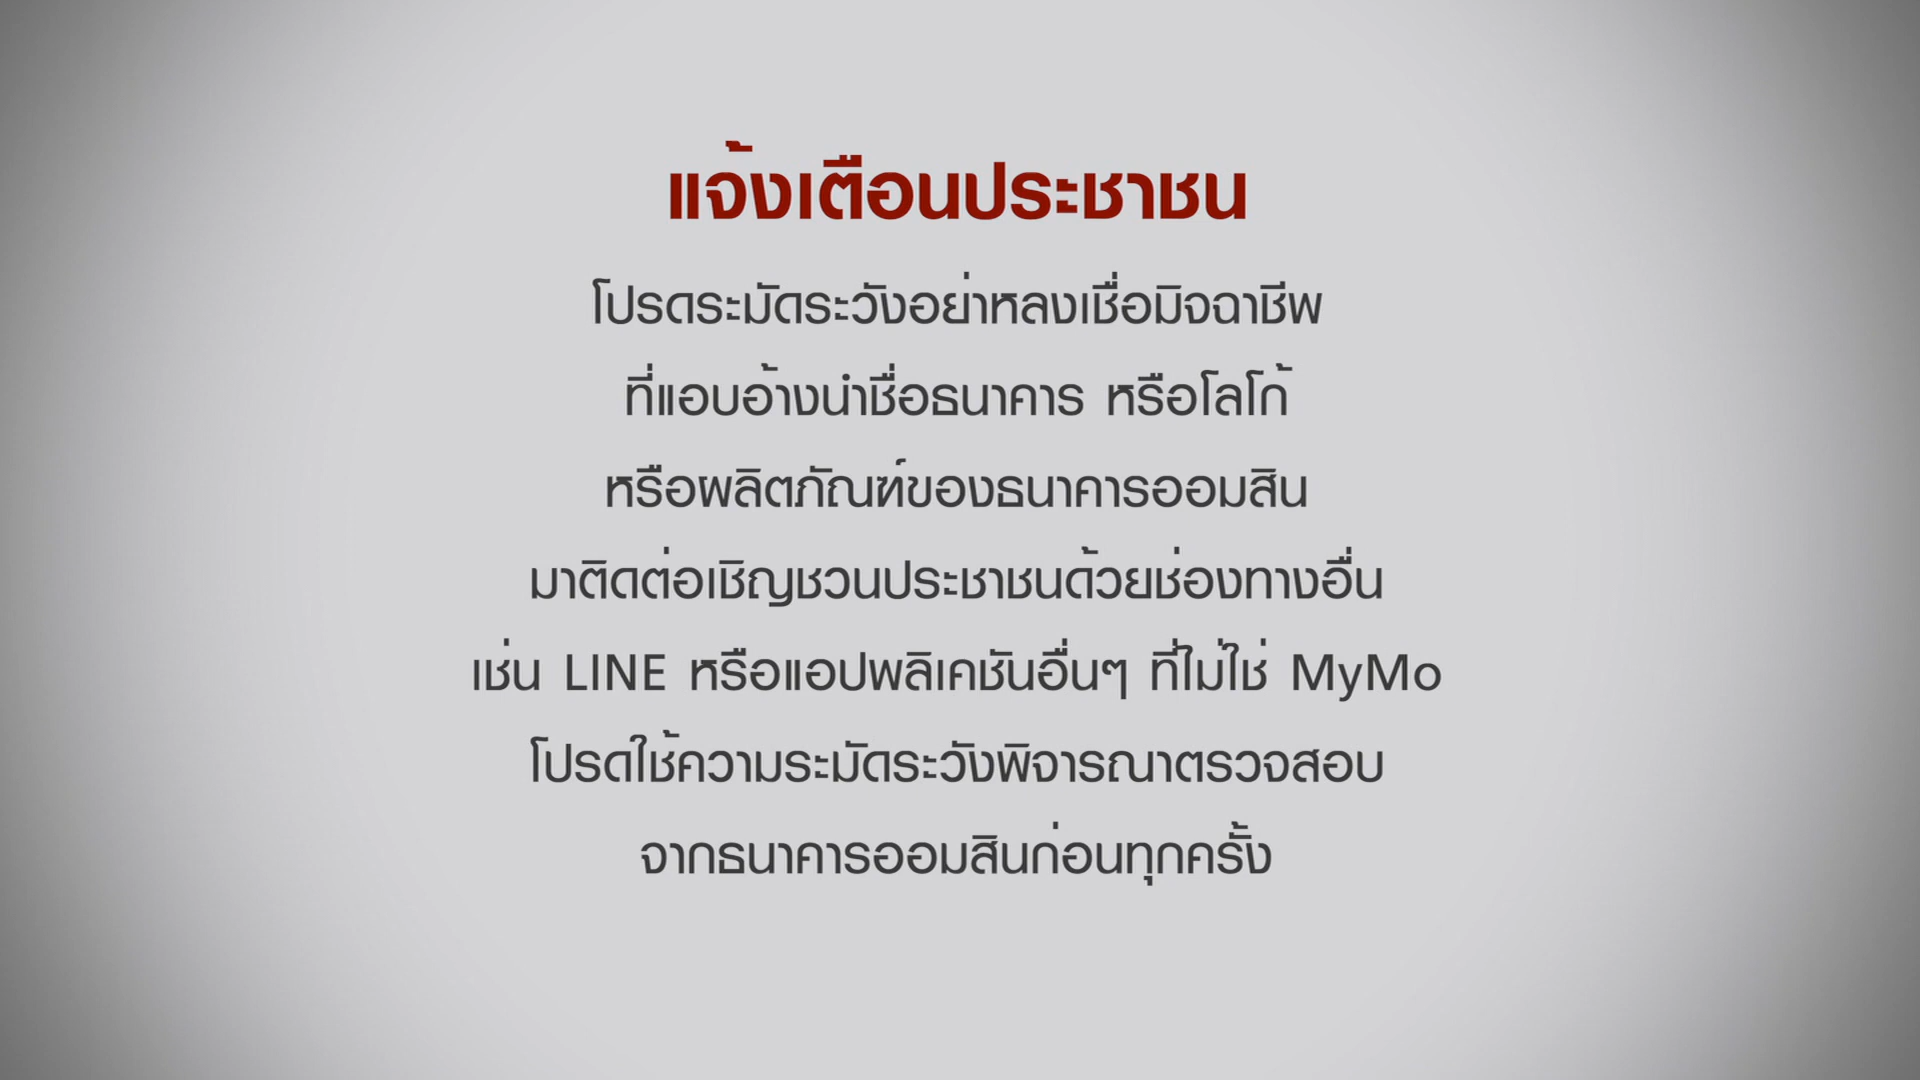 แจ้งเตือนประชาชน
โปรดระมัดระวังอย่าหลงเชื่อมิจฉาชีพ
ที่แอบอ้างนำชื่อธนาคาร หรือโลโก้
หรือผลิตภัณฑ์ของธนาคารออมสิน
มาติดต่อเชิญชวนประชาชนด้วยช่องทางอื่น
เช่น LINE หรือแอปพลิเคชันอื่นๆ ที่ไม่ใช่ MyMo
โปรดใช้ความระมัดระวังพิจารณาตรวจสอบ
จากธนาคารออมสินก่อนทุกครั้ง